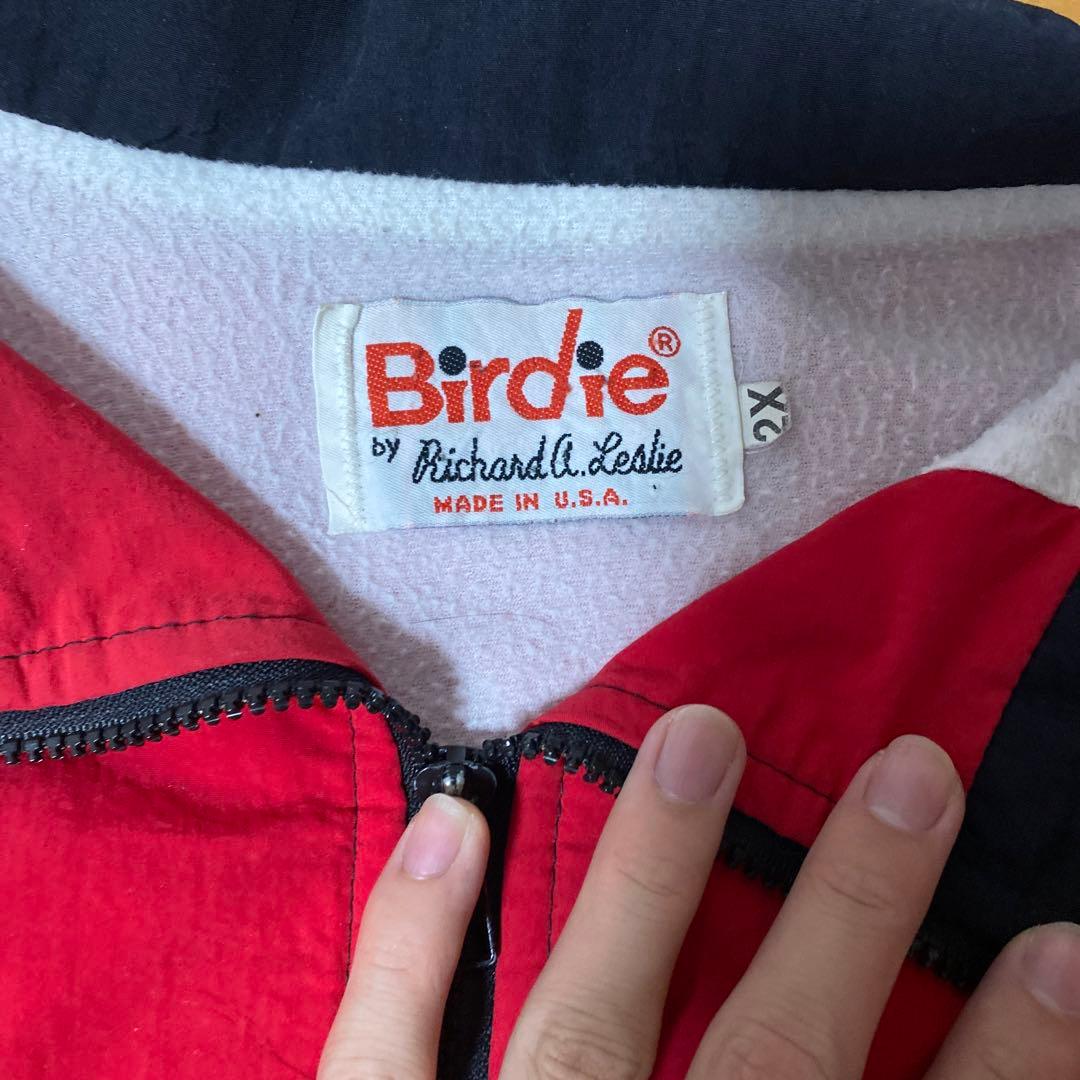 Birdie®
by Richard A. Leslie
MADE IN U.S.A.
2X